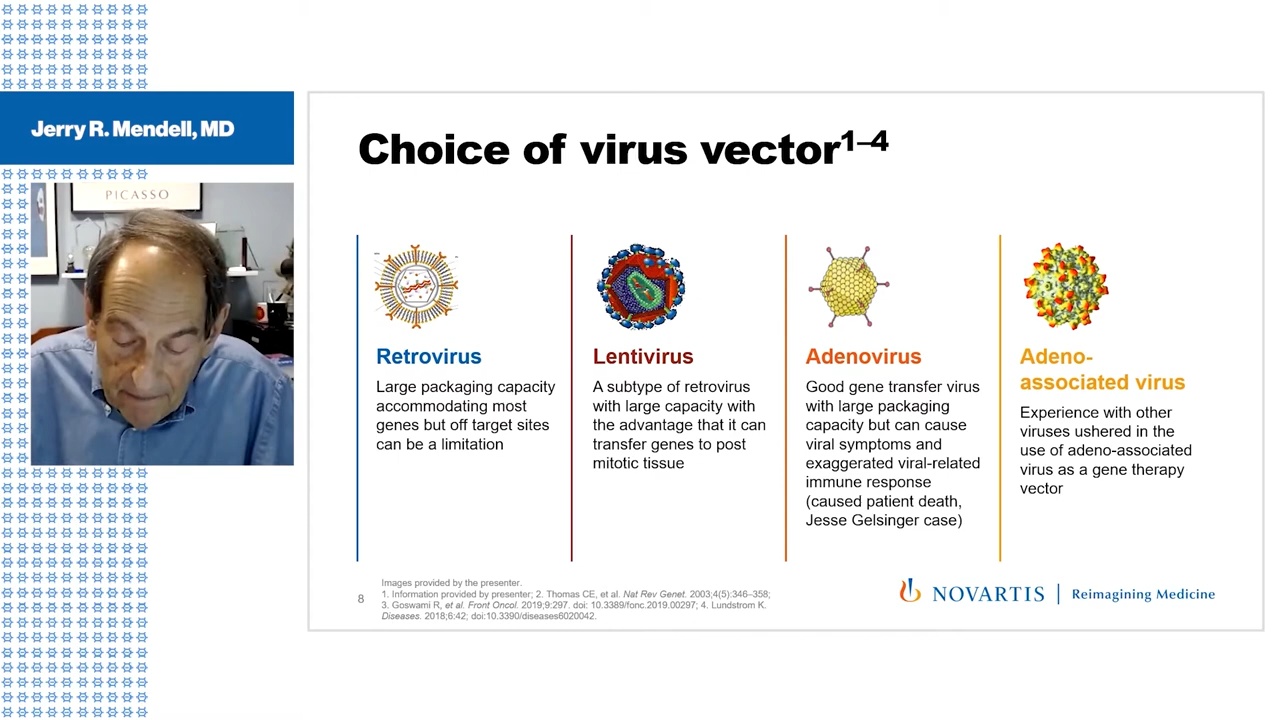 Jerry R. Mendell, MD
PICASSO
Choice of virus vector1–4
Retrovirus
Large packaging capacity
accommodating most
genes but off target sites
can be a limitation
Lentivirus
A subtype of retrovirus
with large capacity with
the advantage that it can
transfer genes to post
mitotic tissue
Adenovirus
Good gene transfer virus
with large packaging
capacity but can cause
viral symptoms and
exaggerated viral-related
immune response
(caused patient death,
Jesse Gelsinger case)
Adeno-
associated virus
Experience with other
viruses ushered in the
use of adeno-associated
virus as a gene therapy
vector
8
Images provided by the presenter.
1. Information provided by presenter; 2. Thomas CE, et al. Nat Rev Genet. 2003;4(5):346–358;
3. Goswami R, et al. Front Oncol. 2019;9:297. doi: 10.3389/fonc.2019.00297; 4. Lundstrom K.
Diseases. 2018;6:42; doi:10.3390/diseases6020042.
NOVARTIS | Reimagining Medicine